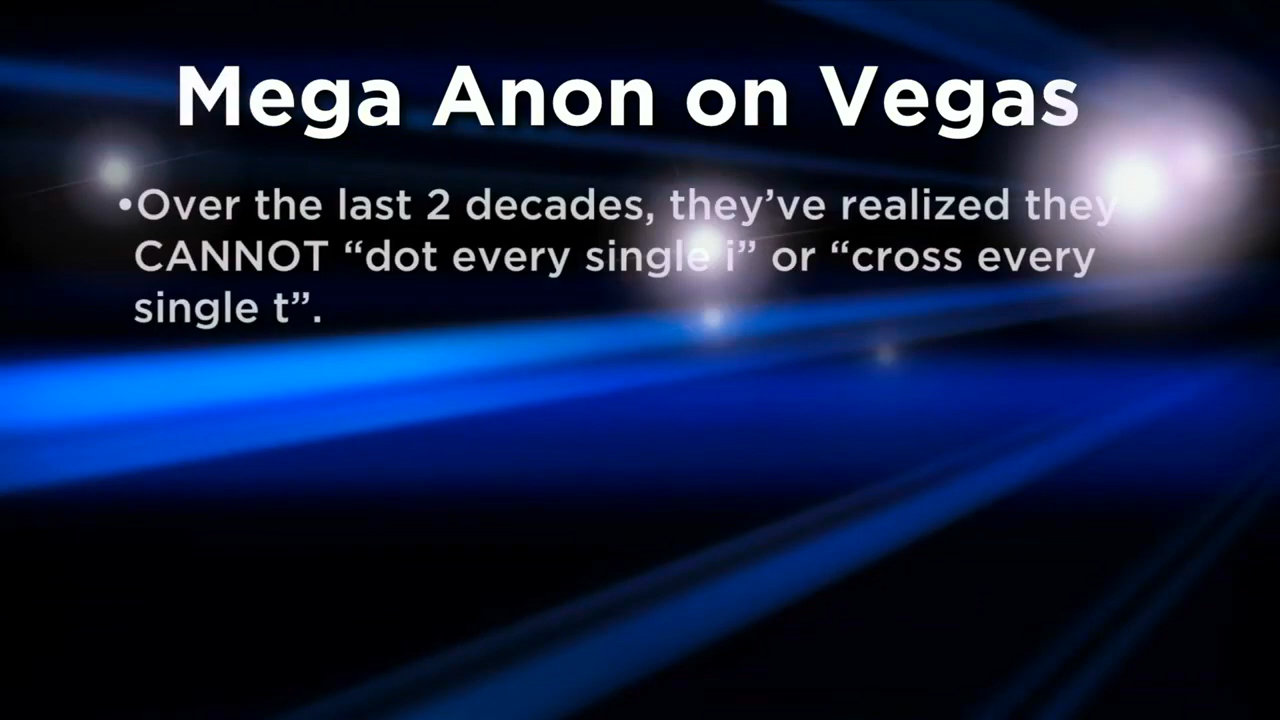 Mega Anon on Vegas
•Over the last 2 decades, they’ve realized they
CANNOT “dot every single i” or “cross every
single t”.